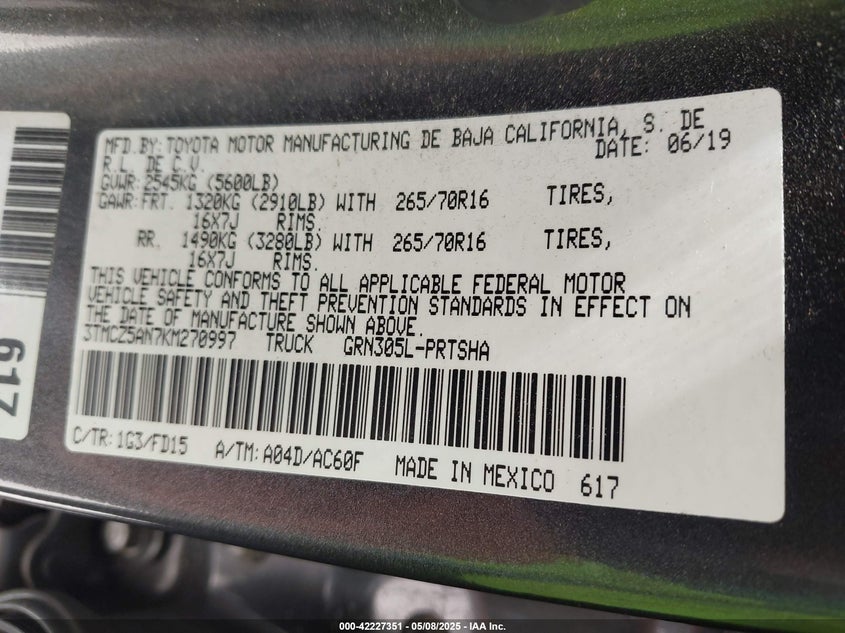 MFD.BY: TOYOTA MOTOR MANUFACTURING DE BAJA CALIFORNIA, S. DE
R.L. DE C.V. DATE: 06/19
GVWR: 2545KG (5600LB)
GAWR: FRT. 1320KG (2910LB) WITH 265/70R16 TIRES,
16X7J RIMS.
RR. 1490KG (3280LB) WITH 265/70R16 TIRES,
16X7J RIMS.
THIS VEHICLE CONFORMS TO ALL APPLICABLE FEDERAL MOTOR
VEHICLE SAFETY AND THEFT PREVENTION STANDARDS IN EFFECT ON
THE DATE OF MANUFACTURE SHOWN ABOVE.
3TMCZ5AN7KM270997 TRUCK GRN305L-PRTSHA
C/TR: 1G3/FD15 A/TM: A04D/AC60F MADE IN MEXICO 617
617
000-42227351 - 05/08/2025 - IAA Inc.